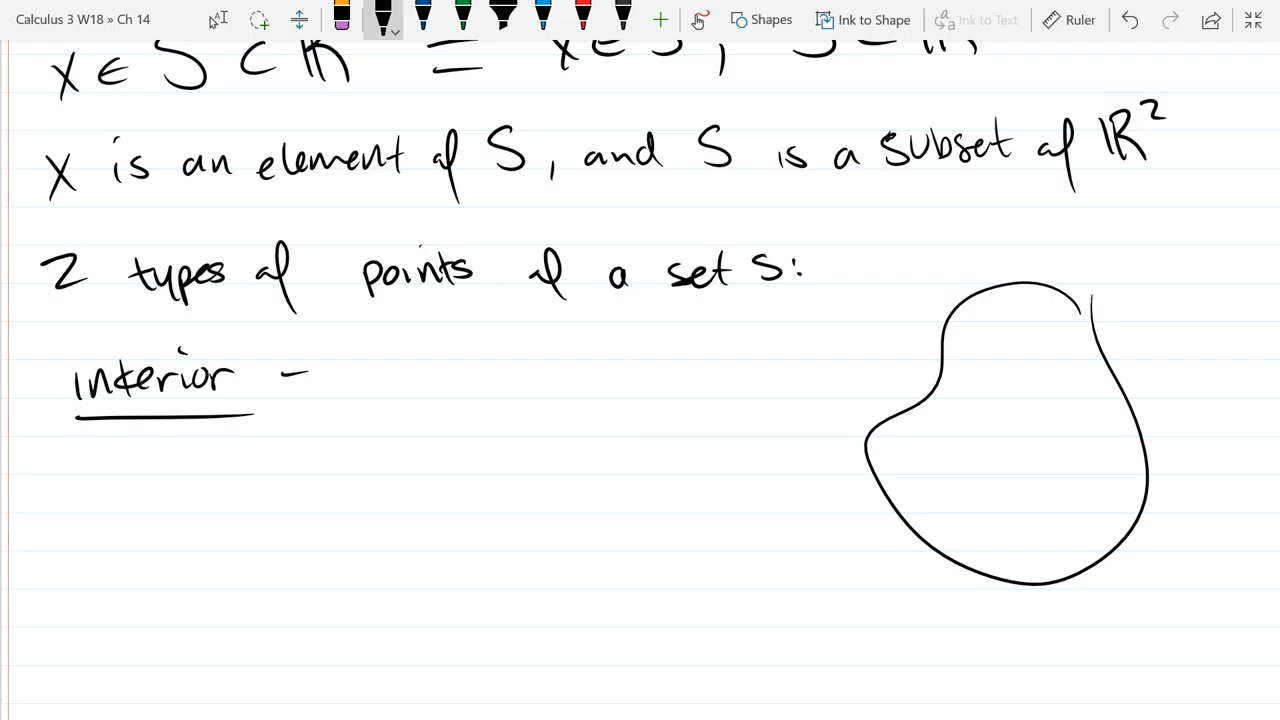 Calculus 3 W18 » Ch 14 Shapes Ink to Shape Ink to Text Ruler
x ∈ S ⊂ ℝ = x ∈ S, S ⊂ ℝ
x is an element of S, and S is a subset of ℝ²
2 types of points of a set S:
interior -